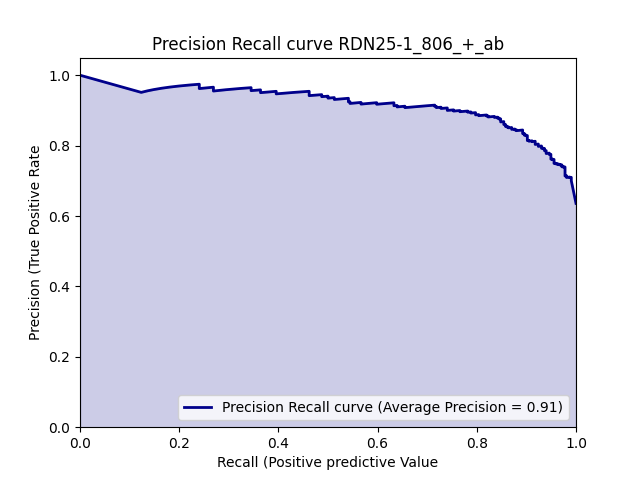 Precision Recall curve RDN25-1_806_+_ab
Precision (True Positive Rate
1.0
0.8
0.6
0.4
0.2
0.0
Precision Recall curve (Average Precision = 0.91)
0.0 0.2 0.4 0.6 0.8 1.0
Recall (Positive predictive Value